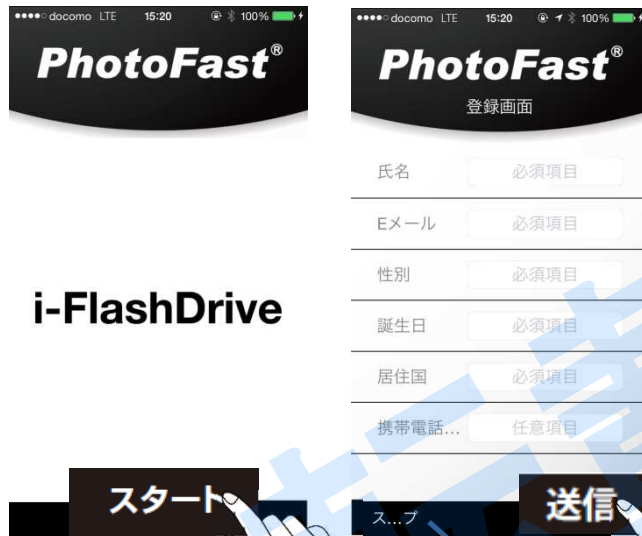 docomo LTE 15:20 100%
PhotoFast®
i-FlashDrive
スタート
docomo LTE 15:20 100%
PhotoFast®
登録画面
氏名 必須項目
Eメール 必須項目
性別 必須項目
誕生日 必須項目
居住国 必須項目
携帯電話... 任意項目
ス...プ 送信